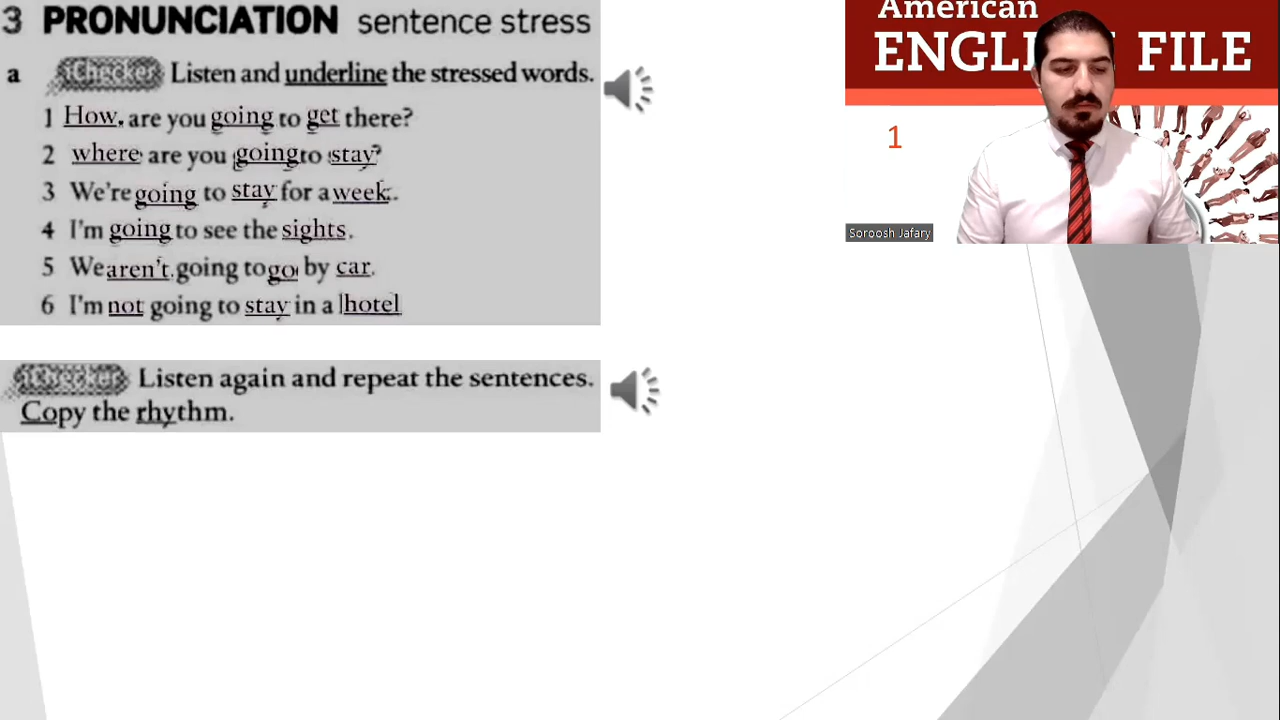 3 PRONUNCIATION sentence stress
a iChecker Listen and underline the stressed words.
1 How, are you going to get there?
2 where are you going to stay?
3 We're going to stay for a week.
4 I'm going to see the sights.
5 We aren't going to go by car.
6 I'm not going to stay in a hotel
iChecker Listen again and repeat the sentences.
Copy the rhythm.
American
FILE
1
Soroosh Jafary